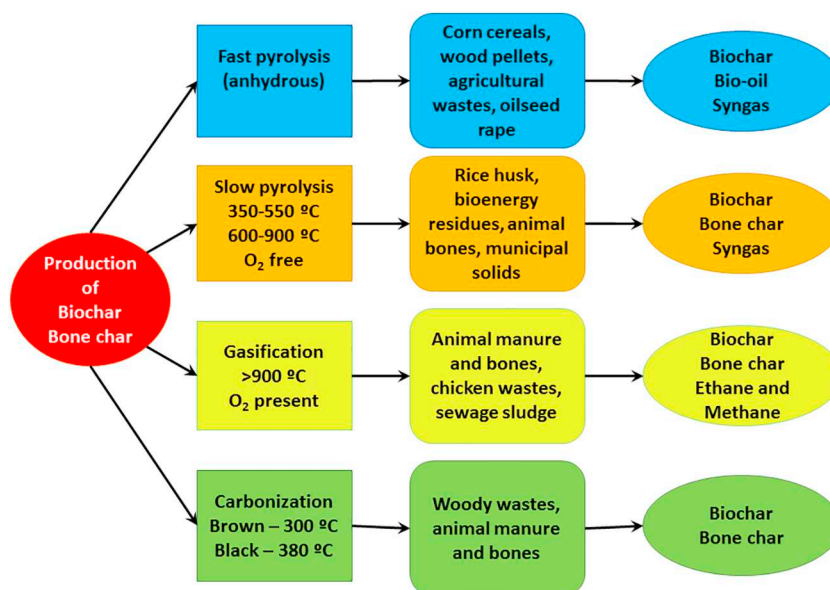 Production
of
Biochar
Bone char
Fast pyrolysis
(anhydrous)
Corn cereals,
wood pellets,
agricultural
wastes, oilseed
rape
Biochar
Bio-oil
Syngas
Slow pyrolysis
350-550 ºC
600-900 ºC
O₂ free
Rice husk,
bioenergy
residues, animal
bones, municipal
solids
Biochar
Bone char
Syngas
Gasification
>900 ºC
O₂ present
Animal manure
and bones,
chicken wastes,
sewage sludge
Biochar
Bone char
Ethane and
Methane
Carbonization
Brown – 300 ºC
Black – 380 ºC
Woody wastes,
animal manure
and bones
Biochar
Bone char